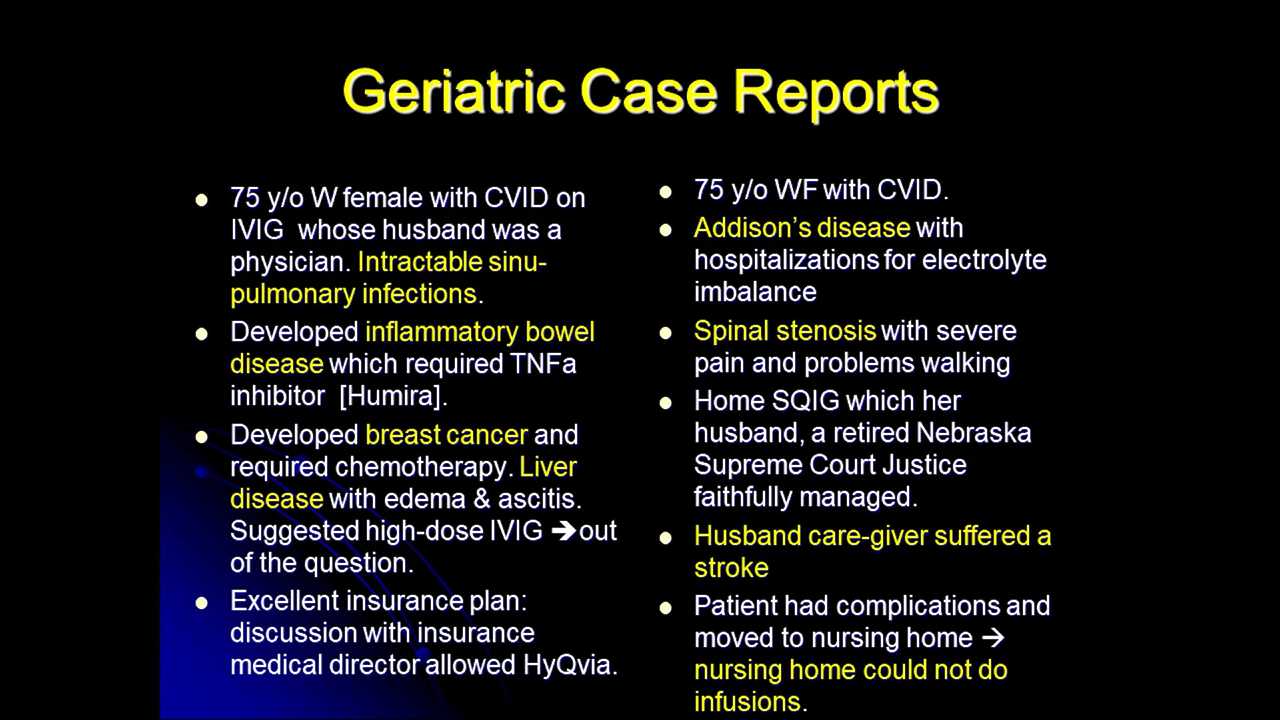 Geriatric Case Reports
75 y/o W female with CVID on
IVIG whose husband was a
physician. Intractable sinu-
pulmonary infections.
Developed inflammatory bowel
disease which required TNFa
inhibitor [Humira].
Developed breast cancer and
required chemotherapy. Liver
disease with edema & ascitis.
Suggested high-dose IVIG ➔out
of the question.
Excellent insurance plan:
discussion with insurance
medical director allowed HyQvia.
75 y/o WF with CVID.
Addison's disease with
hospitalizations for electrolyte
imbalance
Spinal stenosis with severe
pain and problems walking
Home SQIG which her
husband, a retired Nebraska
Supreme Court Justice
faithfully managed.
Husband care-giver suffered a
stroke
Patient had complications and
moved to nursing home →
nursing home could not do
infusions.